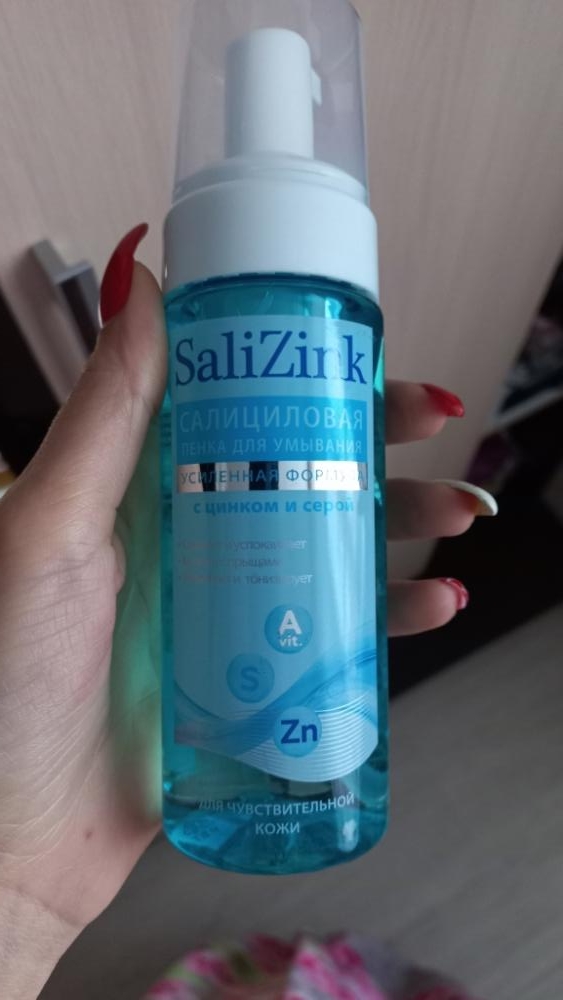 SaliZink
САЛИЦИЛОВАЯ
ПЕНКА ДЛЯ УМЫВАНИЯ
УСИЛЕННАЯ ФОРМУЛА
с цинком и серой
успокаивает
прыщами
и тонизирует
A
vit.
S
Zn
ДЛЯ ЧУВСТВИТЕЛЬНОЙ
КОЖИ